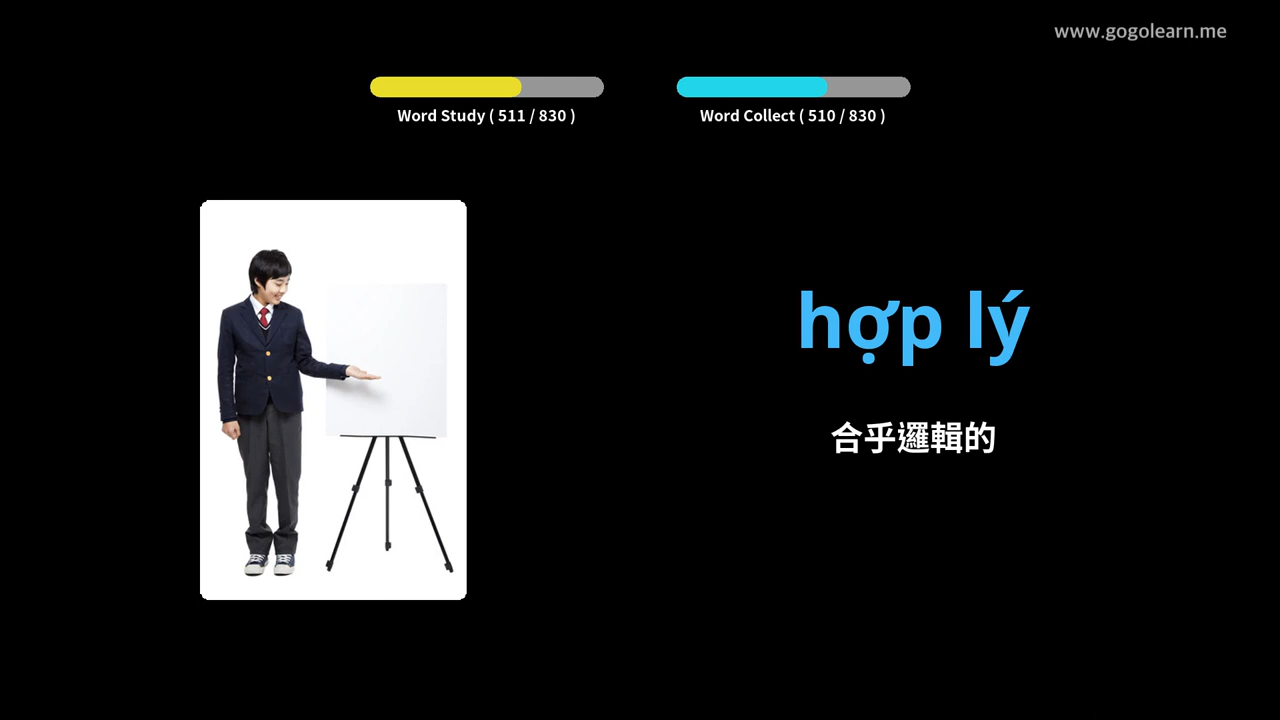 www.gogolearn.me
Word Study ( 511 / 830 )
Word Collect ( 510 / 830 )
hợp lý
合乎邏輯的